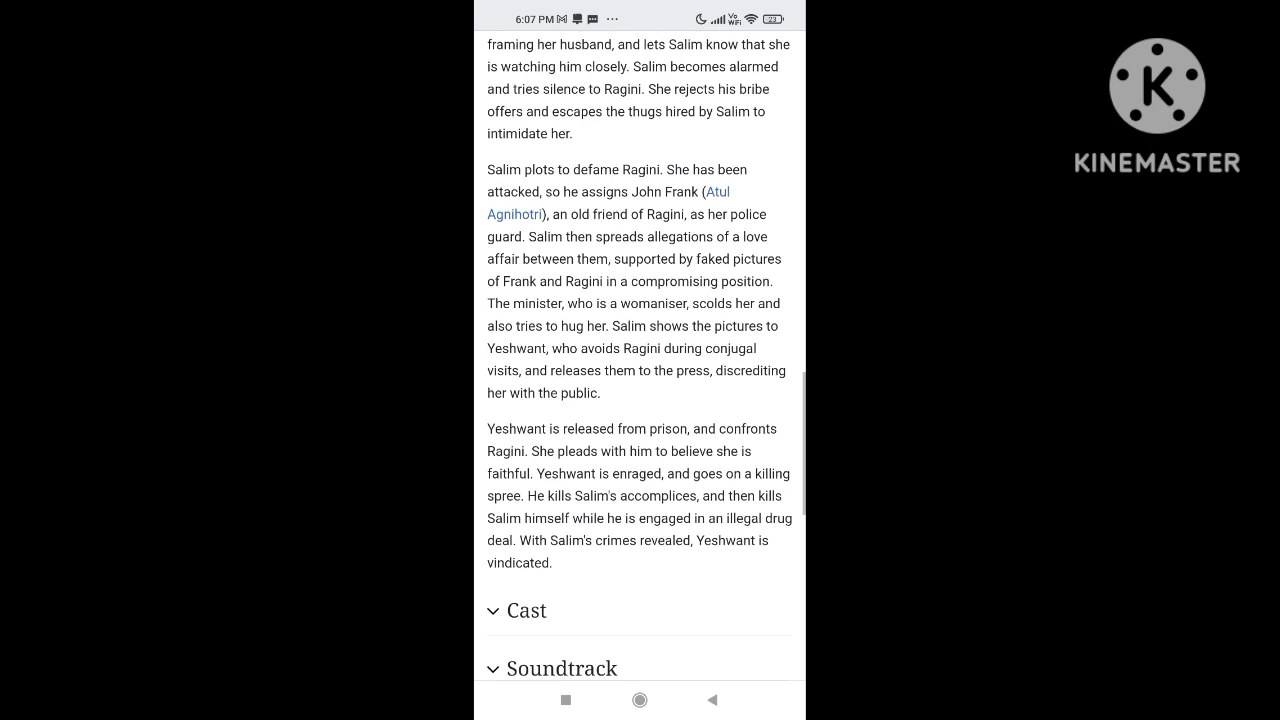 6:07 PM
Vo
WiFi
23
framing her husband, and lets Salim know that she
is watching him closely. Salim becomes alarmed
and tries silence to Ragini. She rejects his bribe
offers and escapes the thugs hired by Salim to
intimidate her.
Salim plots to defame Ragini. She has been
attacked, so he assigns John Frank (Atul
Agnihotri), an old friend of Ragini, as her police
guard. Salim then spreads allegations of a love
affair between them, supported by faked pictures
of Frank and Ragini in a compromising position.
The minister, who is a womaniser, scolds her and
also tries to hug her. Salim shows the pictures to
Yeshwant, who avoids Ragini during conjugal
visits, and releases them to the press, discrediting
her with the public.
Yeshwant is released from prison, and confronts
Ragini. She pleads with him to believe she is
faithful. Yeshwant is enraged, and goes on a killing
spree. He kills Salim's accomplices, and then kills
Salim himself while he is engaged in an illegal drug
deal. With Salim's crimes revealed, Yeshwant is
vindicated.
Cast
Soundtrack
K
KINEMASTER